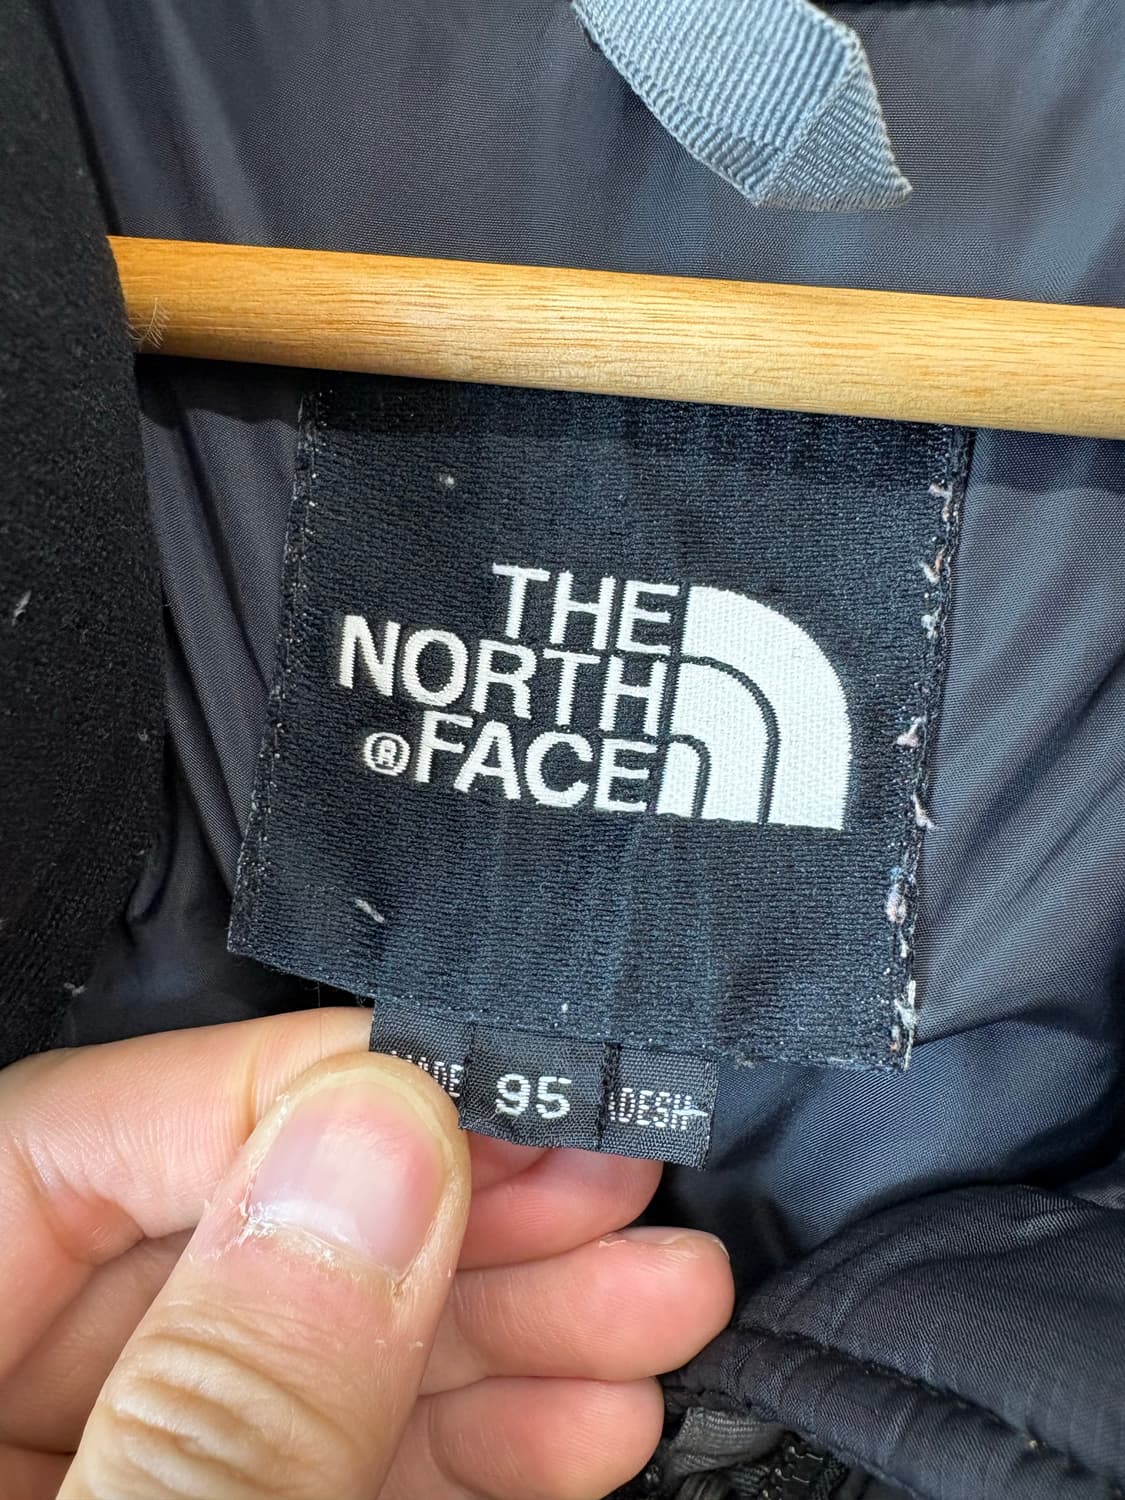 THE
NORTH
®FACE
95